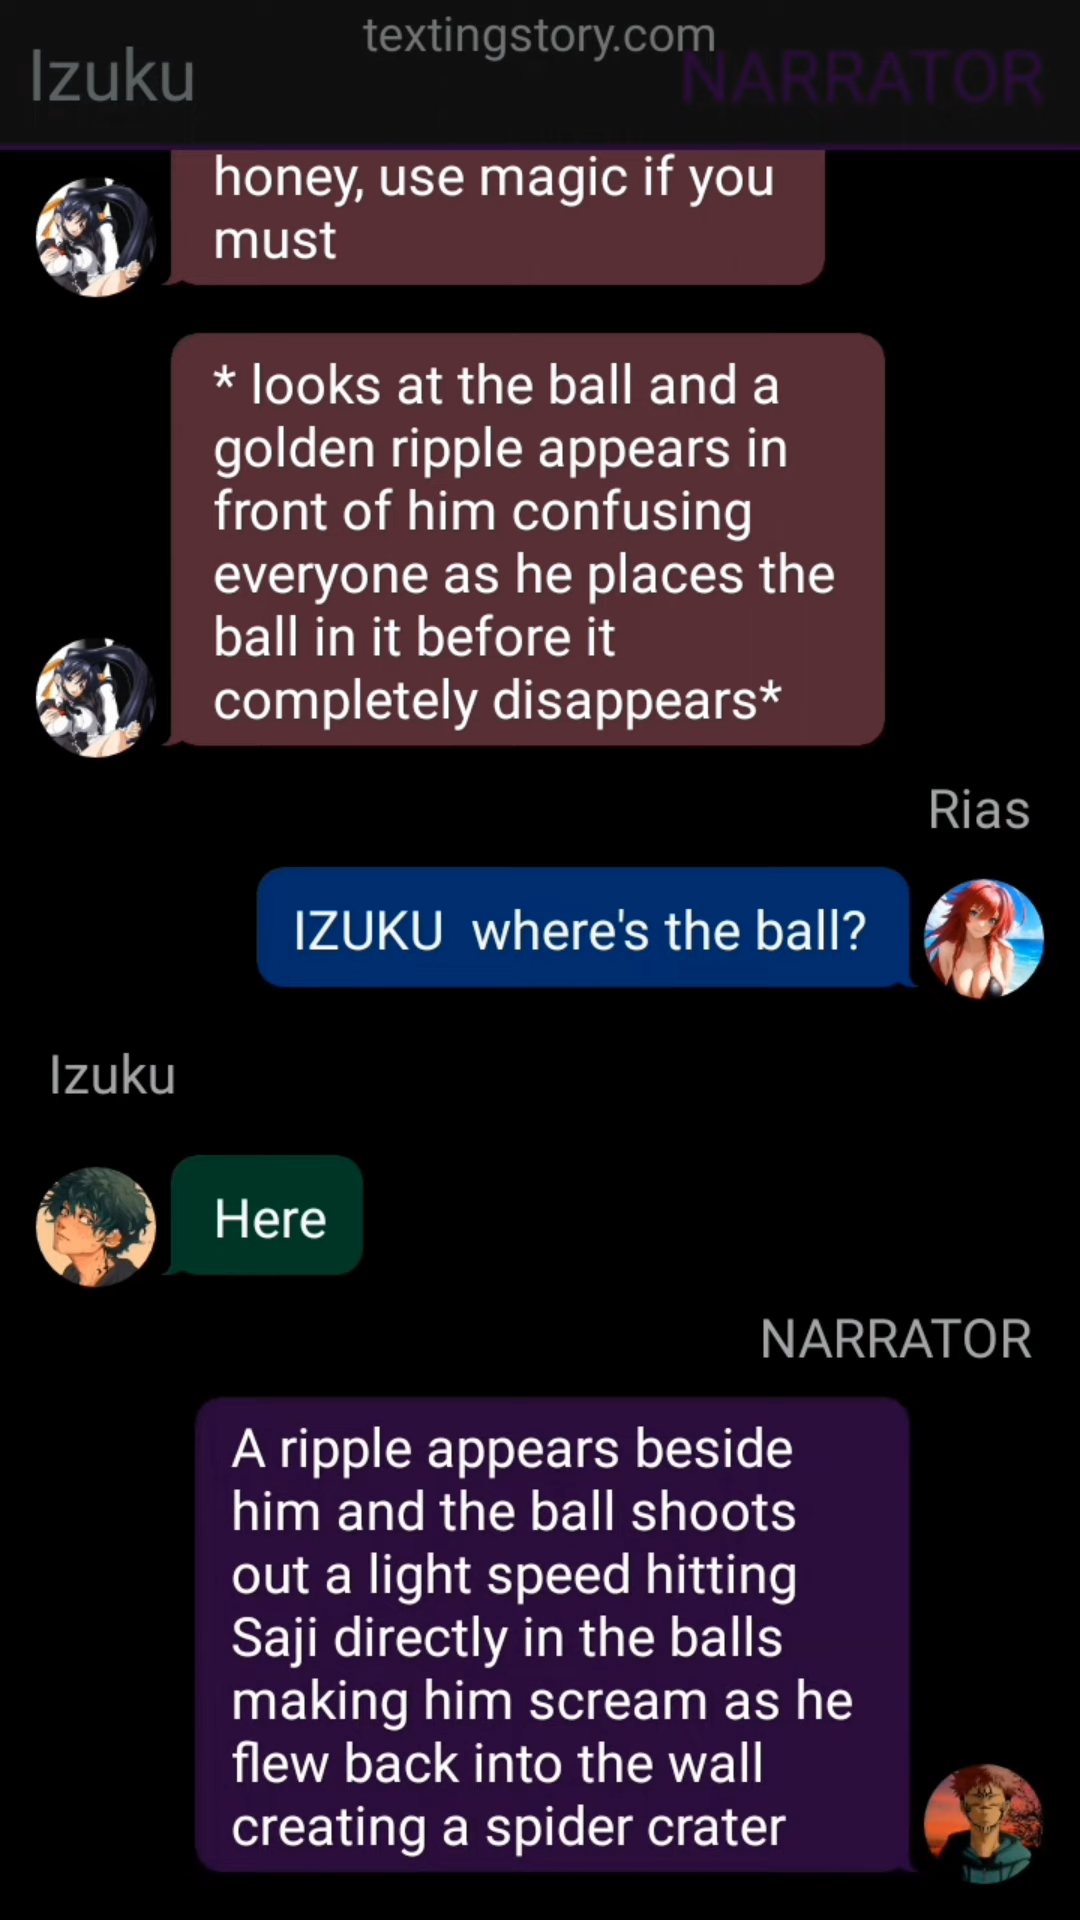 textingstory.com
Izuku
NARRATOR
honey, use magic if you
must
* looks at the ball and a
golden ripple appears in
front of him confusing
everyone as he places the
ball in it before it
completely disappears*
Rias
IZUKU  where's the ball?
Izuku
Here
NARRATOR
A ripple appears beside
him and the ball shoots
out a light speed hitting
Saji directly in the balls
making him scream as he
flew back into the wall
creating a spider crater